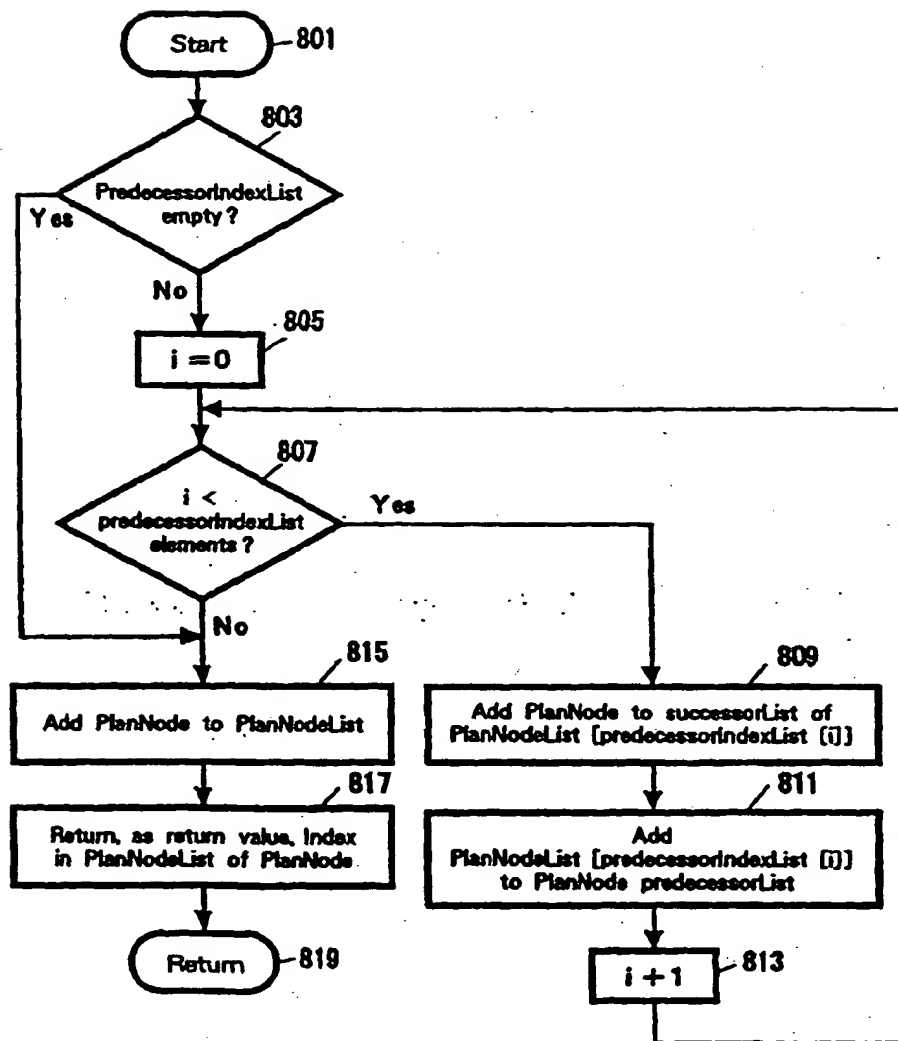 Start
801
803
PredecessorIndexList
empty?
Yes
No
805
i=0
807
i <
predecessorIndexList
elements?
Yes
No
815
Add PlanNode to PlanNodeList
809
Add PlanNode to successorList of
PlanNodeList [predecessorIndexList [i]]
817
Return, as return value, Index
in PlanNodeList of PlanNode
811
Add
PlanNodeList [predecessorIndexList [i]]
to PlanNode predecessorList
Return
819
813
i+1